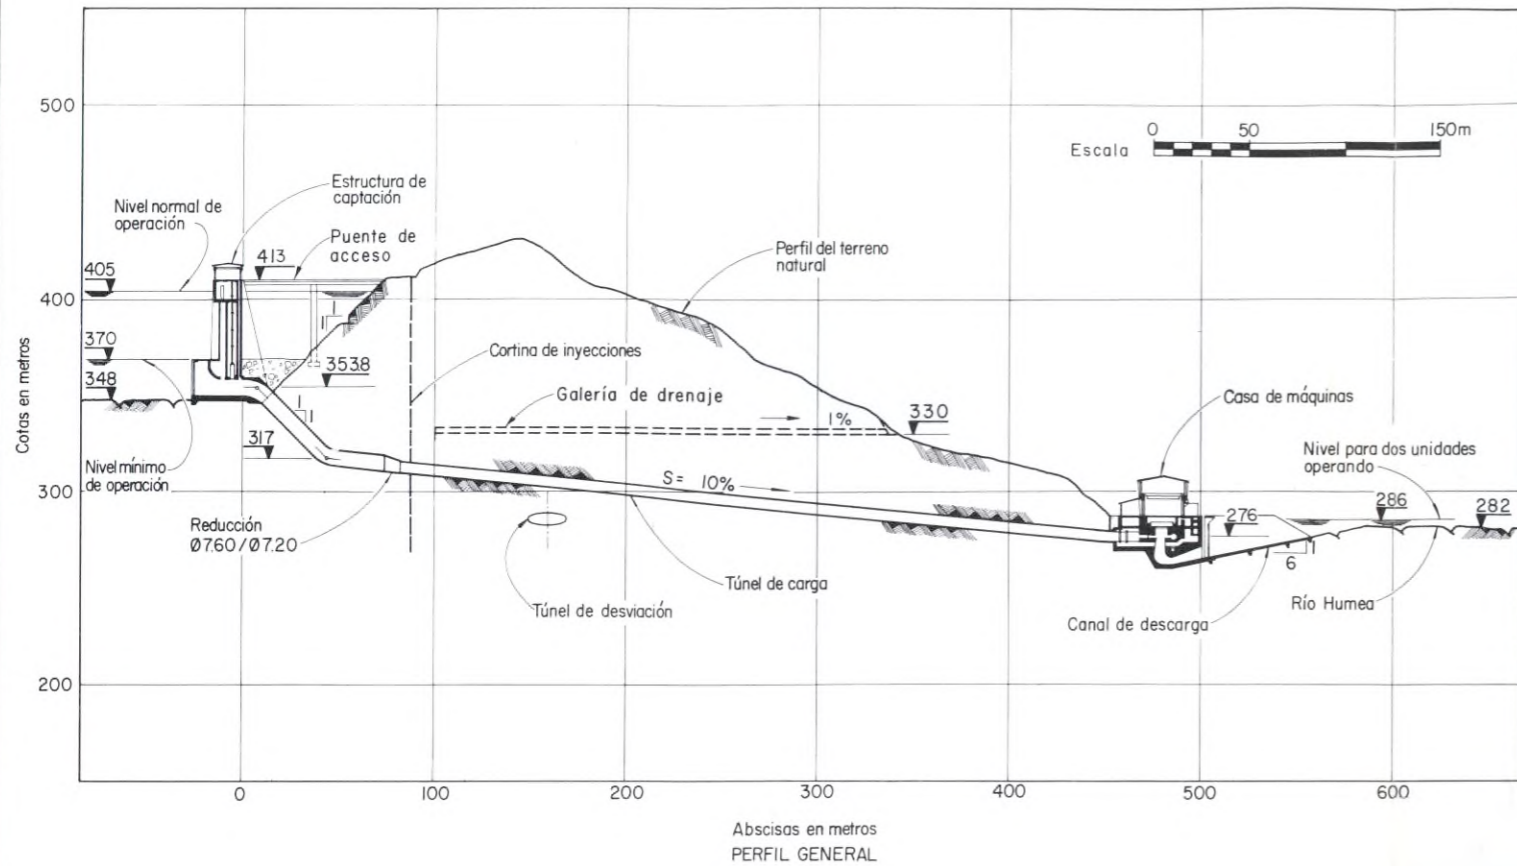 500
400
300
200
Cotas en metros
0
50
150m
Escala
Estructura de
captación
Nivel normal de
operación
Puente de
acceso
413
405
Perfil del terreno
natural
370
353.8
348
1
1
Cortina de inyecciones
1
1
Galería de drenaje
1%
330
Casa de máquinas
317
Nivel mínimo
de operación
Nivel para dos unidades
operando
S= 10%
286
282
276
Reducción
Ø7.60/Ø7.20
Túnel de desviación
Túnel de carga
1
6
Canal de descarga
Río Humea
0
100
200
300
400
500
600
Abscisas en metros
PERFIL GENERAL